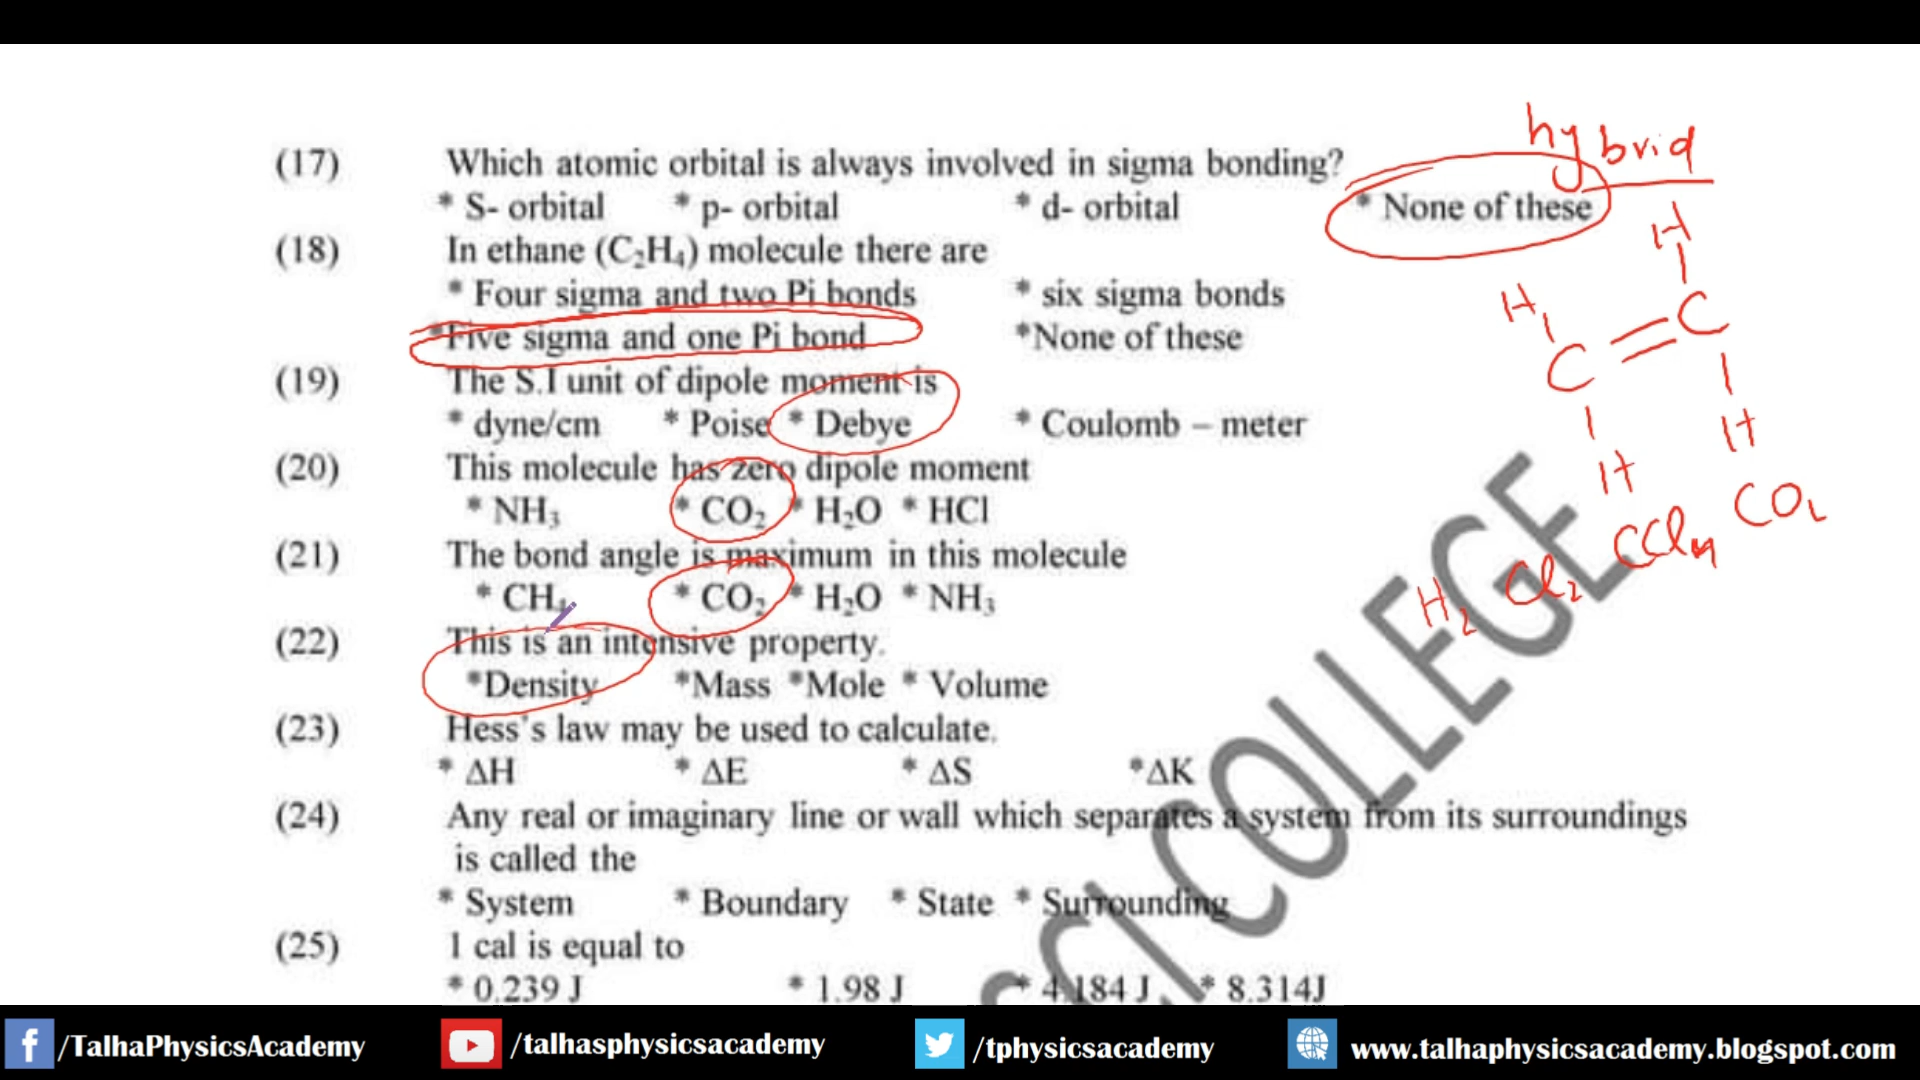 hybrid
(17) Which atomic orbital is always involved in sigma bonding?
* S- orbital * p- orbital * d- orbital * None of these
(18) In ethane (C₂H₄) molecule there are
* Four sigma and two Pi bonds * six sigma bonds
*Five sigma and one Pi bond *None of these
(19) The S.I unit of dipole moment is
* dyne/cm * Poise * Debye * Coulomb – meter
(20) This molecule has zero dipole moment
* NH₃ * CO₂ * H₂O * HCl
(21) The bond angle is maximum in this molecule
* CH₄ * CO₂ * H₂O * NH₃
(22) This is an intensive property.
*Density *Mass *Mole * Volume
(23) Hess's law may be used to calculate.
* ΔH * ΔE * ΔS *ΔK
(24) Any real or imaginary line or wall which separates a system from its surroundings
is called the
* System * Boundary * State * Surrounding
(25) 1 cal is equal to
* 0.239 J * 1.98 J * 4.184 J * 8.314J
H
H
C = C
H
H
H₂ Cl₂ CCl₄ CO₂
COLLEGE
/TalhaPhysicsAcademy /talhasphysicsacademy /tphysicsacademy www.talhaphysicsacademy.blogspot.com